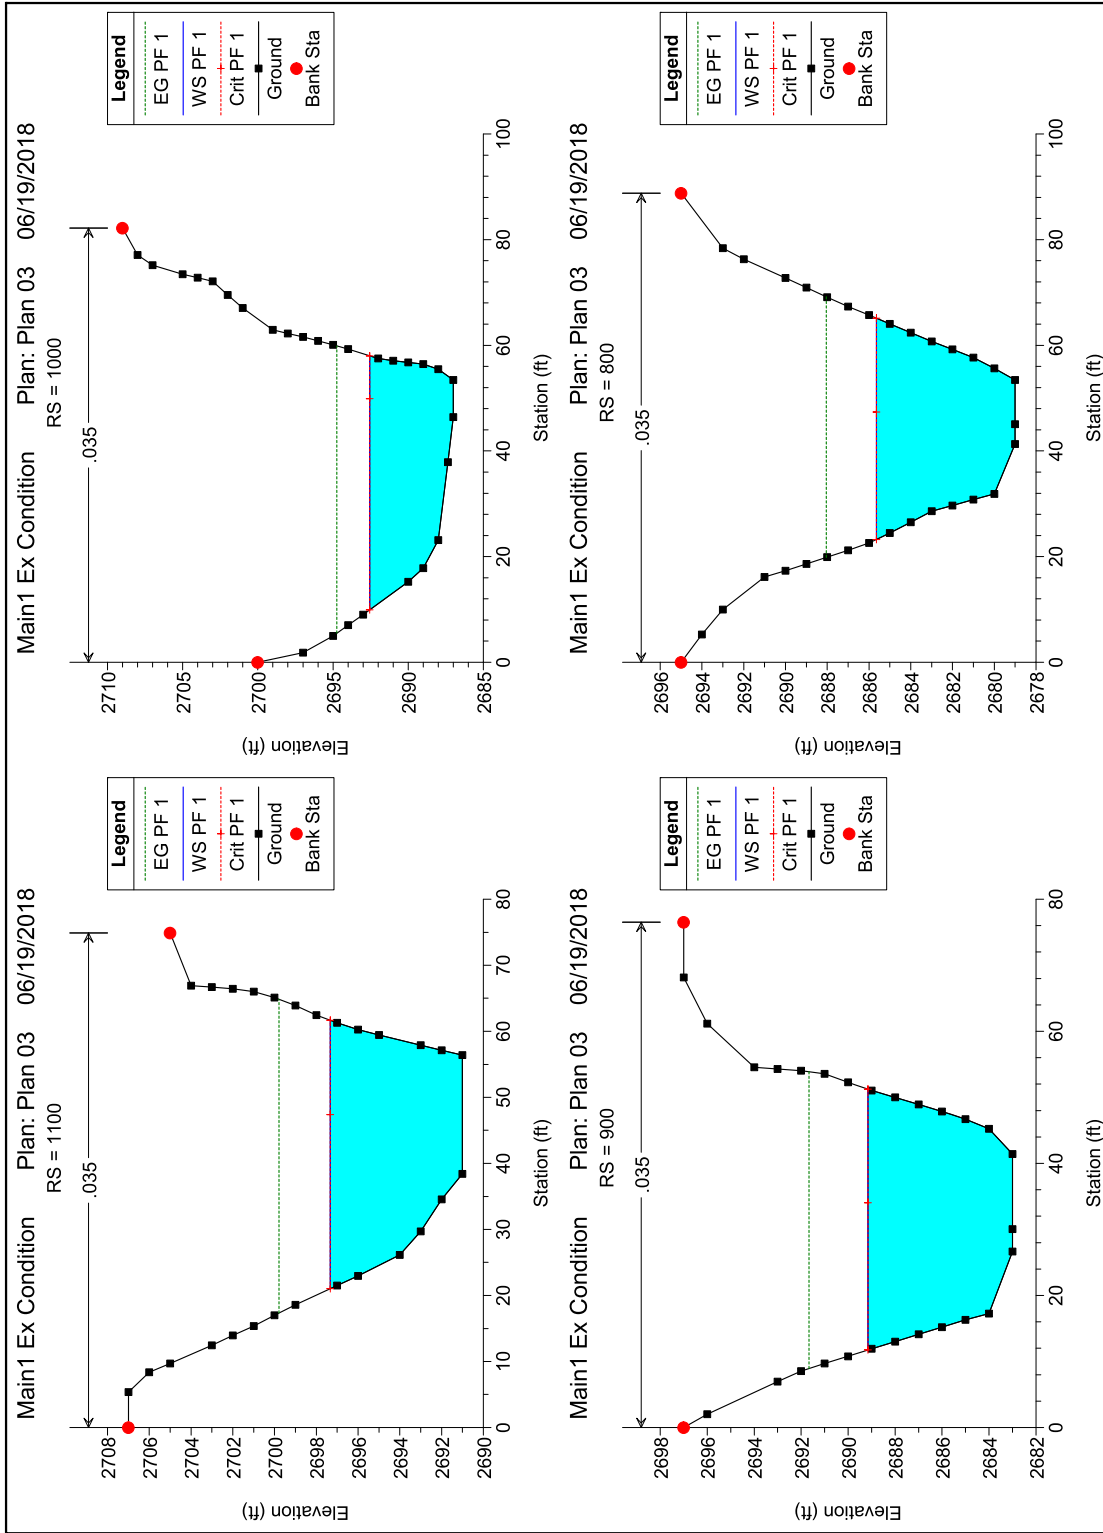 Main1 Ex Condition Plan: Plan 03 06/19/2018
RS = 1100
.035
Legend
EG PF 1
WS PF 1
Crit PF 1
Ground
Bank Sta
2708
2706
2704
2702
2700
2698
2696
2694
2692
2690
Elevation (ft)
0 10 20 30 40 50 60 70 80
Station (ft)
Main1 Ex Condition Plan: Plan 03 06/19/2018
RS = 1000
.035
Legend
EG PF 1
WS PF 1
Crit PF 1
Ground
Bank Sta
2710
2705
2700
2695
2690
2685
Elevation (ft)
0 20 40 60 80 100
Station (ft)
Main1 Ex Condition Plan: Plan 03 06/19/2018
RS = 900
.035
Legend
EG PF 1
WS PF 1
Crit PF 1
Ground
Bank Sta
2698
2696
2694
2692
2690
2688
2686
2684
2682
Elevation (ft)
0 20 40 60 80
Station (ft)
Main1 Ex Condition Plan: Plan 03 06/19/2018
RS = 800
.035
Legend
EG PF 1
WS PF 1
Crit PF 1
Ground
Bank Sta
2696
2694
2692
2690
2688
2686
2684
2682
2680
2678
Elevation (ft)
0 20 40 60 80 100
Station (ft)